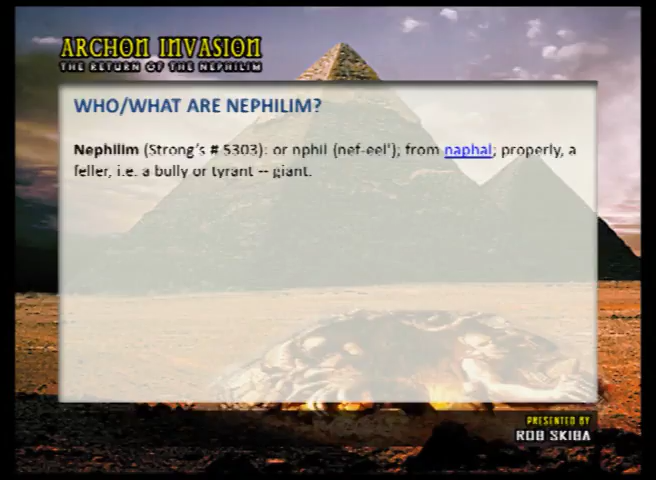 ARCHON INVASION
THE RETURN OF THE NEPHILIM
WHO/WHAT ARE NEPHILIM?
Nephilim (Strong's # 5303): or nphil (nef-eel'); from naphal; properly, a
feller, i.e. a bully or tyrant -- giant.
PRESENTED BY
ROB SKIBA